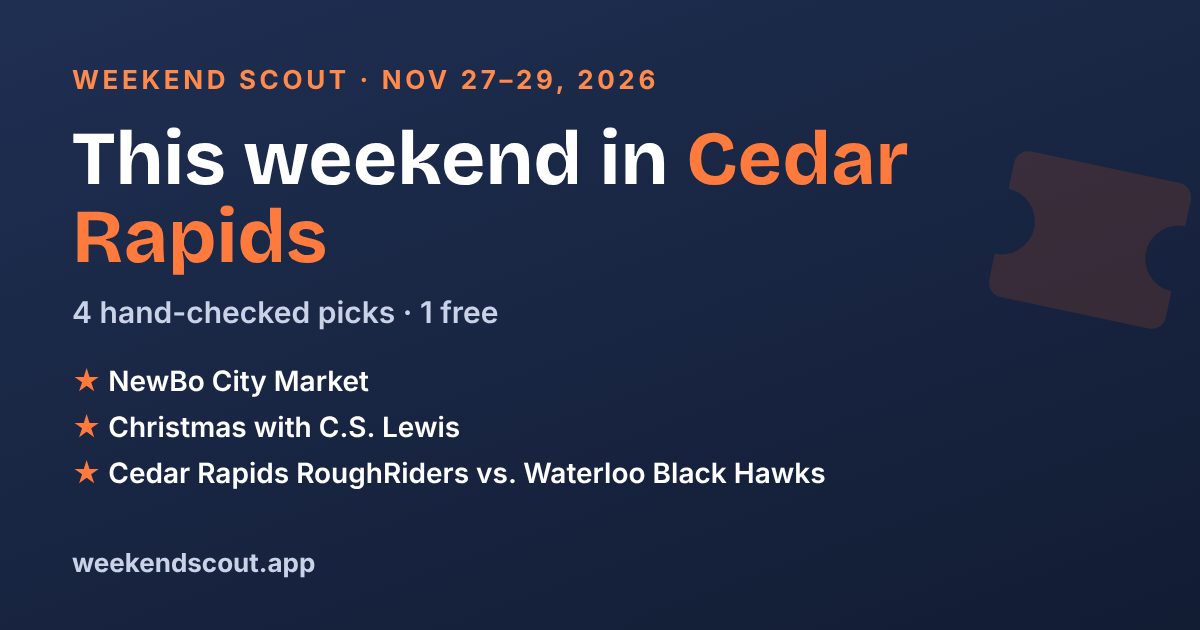 WEEKEND SCOUT · NOV 27–29, 2026
This weekend in Cedar
Rapids
4 hand-checked picks · 1 free
★ NewBo City Market
★ Christmas with C.S. Lewis
★ Cedar Rapids RoughRiders vs. Waterloo Black Hawks
weekendscout.app